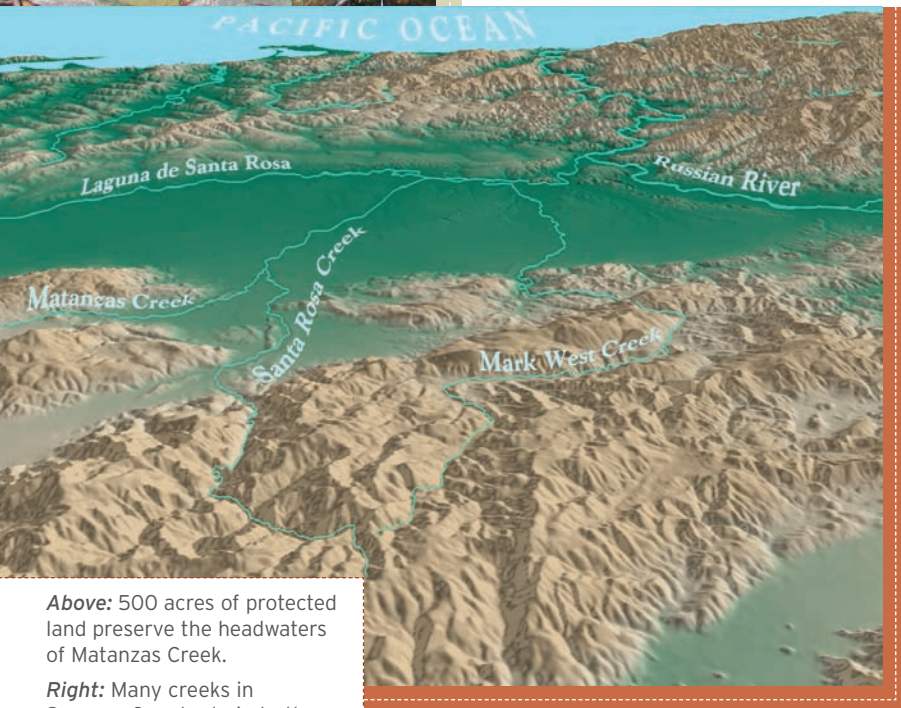 PACIFIC OCEAN
Laguna de Santa Rosa
Russian River
Matanzas Creek
Santa Rosa Creek
Mark West Creek
Above: 500 acres of protected
land preserve the headwaters
of Matanzas Creek.
Right: Many creeks in